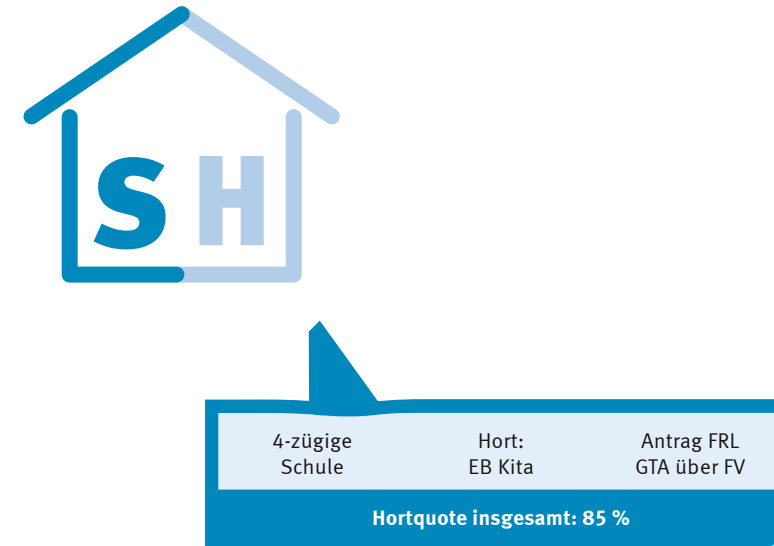 S H
4-zügige
Schule
Hort:
EB Kita
Antrag FRL
GTA über FV
Hortquote insgesamt: 85 %